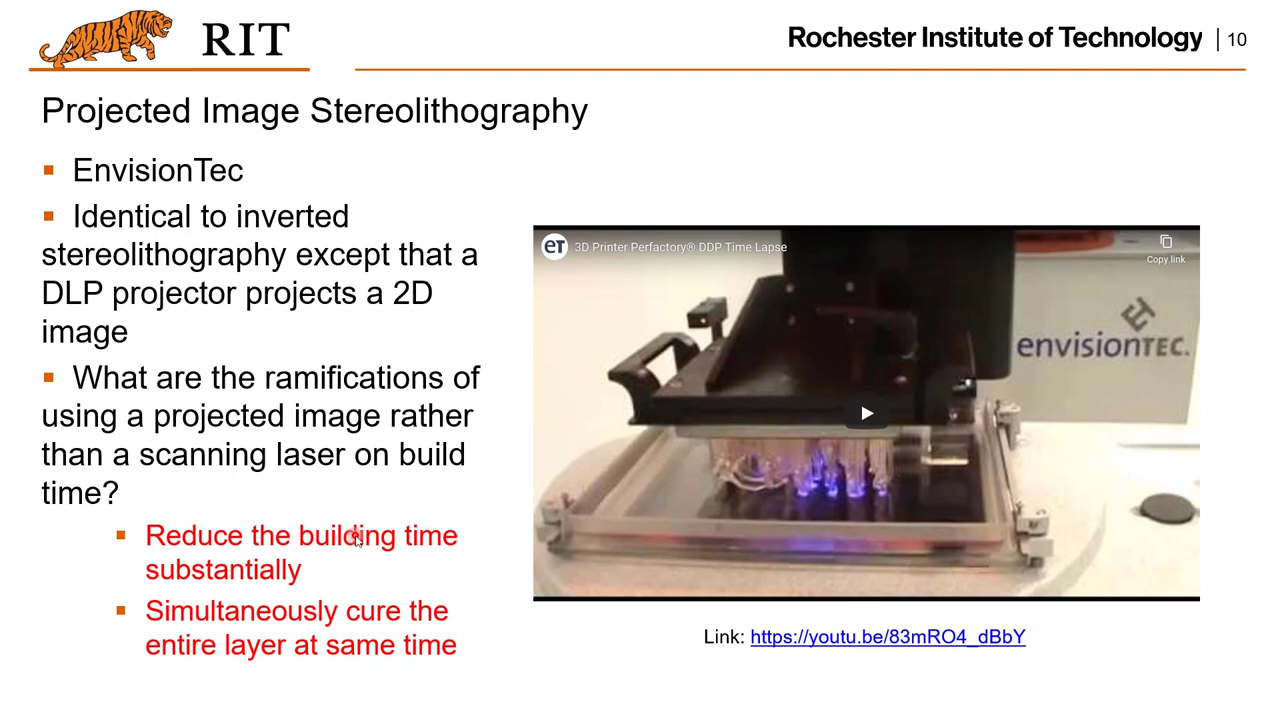 RIT
Rochester Institute of Technology | 10
Projected Image Stereolithography
EnvisionTec
Identical to inverted
stereolithography except that a
DLP projector projects a 2D
image
What are the ramifications of
using a projected image rather
than a scanning laser on build
time?
Reduce the building time
substantially
Simultaneously cure the
entire layer at same time
eT 3D Printer Perfactory® DDP Time Lapse
Copy link
envisionTEC.
Link: https://youtu.be/83mRO4_dBbY